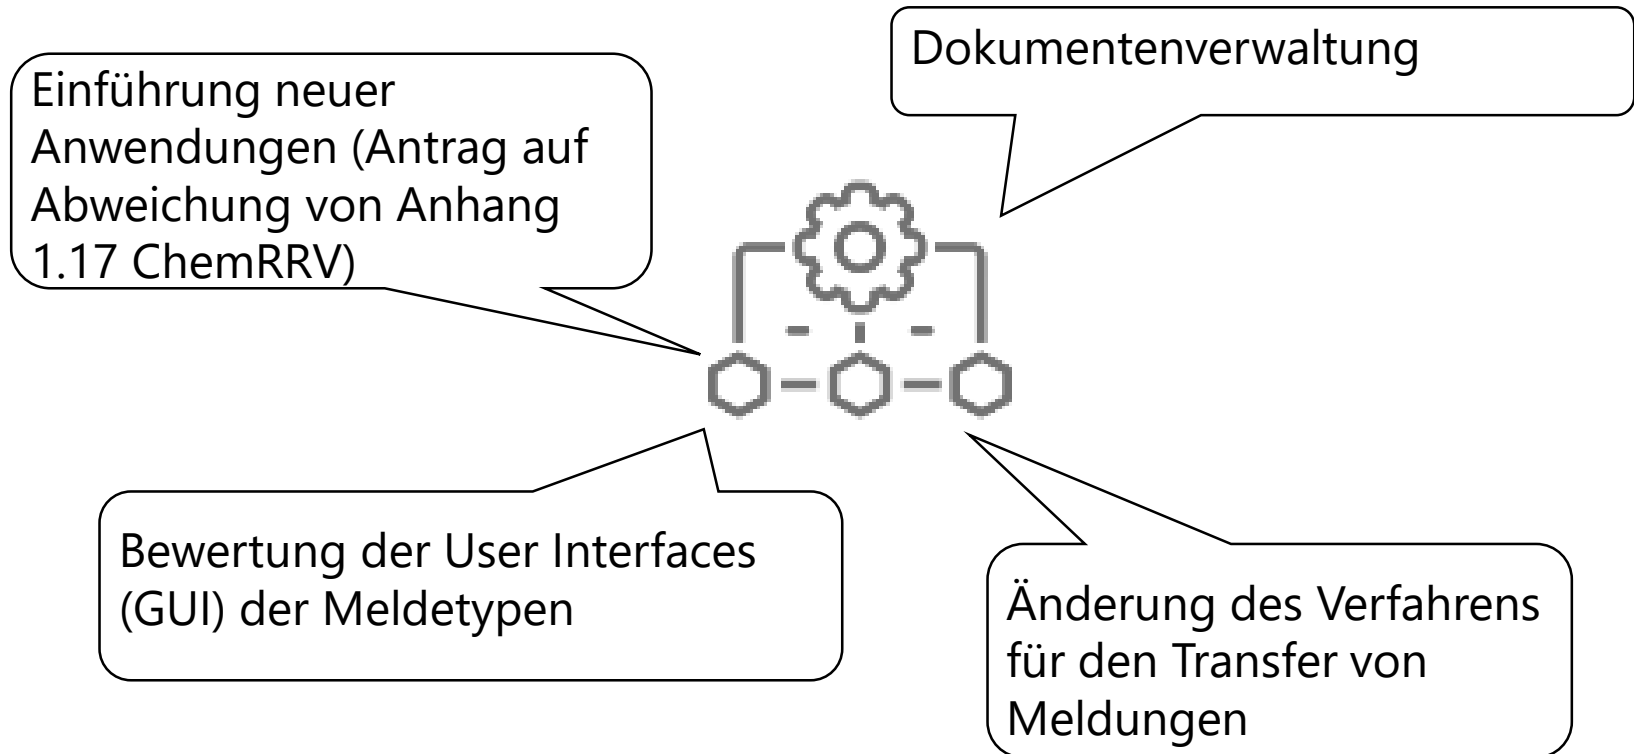 Einführung neuer
Anwendungen (Antrag auf
Abweichung von Anhang
1.17 ChemRRV)
Dokumentenverwaltung
Bewertung der User Interfaces
(GUI) der Meldetypen
Änderung des Verfahrens
für den Transfer von
Meldungen